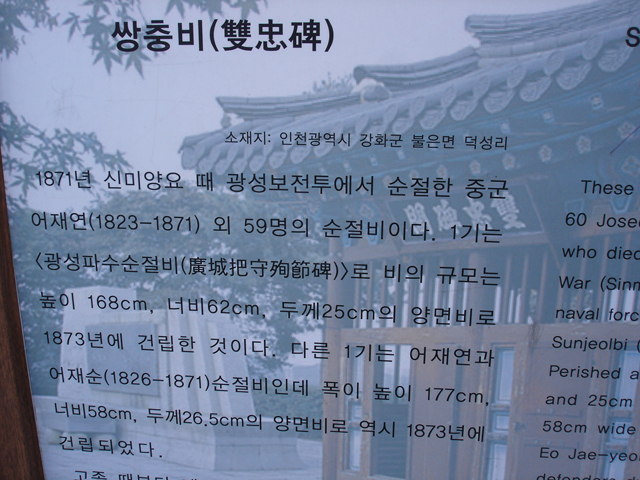 쌍충비(雙忠碑)
소재지: 인천광역시 강화군 불은면 덕성리
1871년 신미양요 때 광성보전투에서 순절한 중군
어재연(1823-1871) 외 59명의 순절비이다. 1기는
〈광성파수순절비(廣城把守殉節碑)〉로 비의 규모는
높이 168cm, 너비62cm, 두께25cm의 양면비로
1873년에 건립한 것이다. 다른 1기는 어재연과
어재순(1826-1871)순절비인데 폭이 높이 177cm,
너비58cm, 두께26.5cm의 양면비로 역시 1873년에
건립되었다.
고종 때부터
S
These
60 Jose
who died
War (Sinm
naval forc
Sunjeolbi (
Perished a
and 25cm
58cm wide
Eo Jae-yeo
defenders d